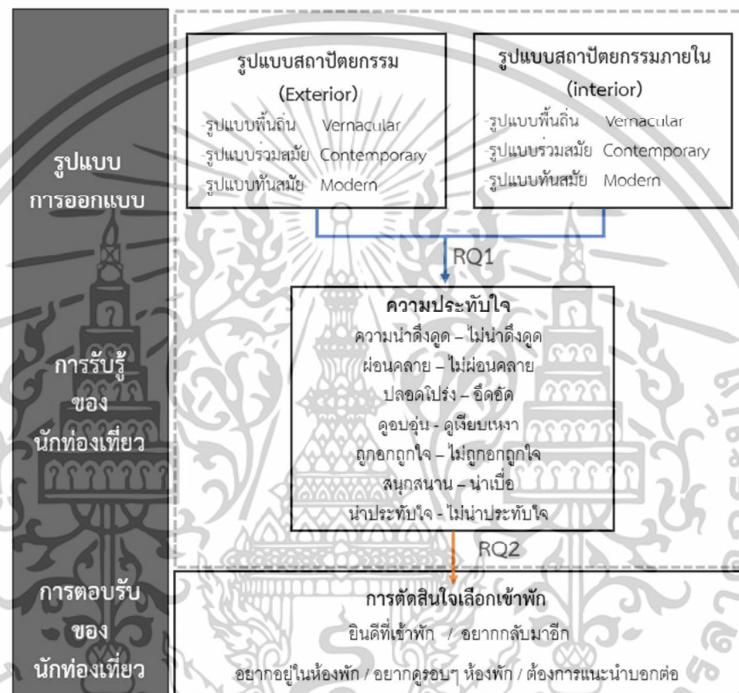 รูปแบบ
การออกแบบ
รูปแบบสถาปัตยกรรม
(Exterior)
-รูปแบบพื้นถิ่น Vernacular
-รูปแบบร่วมสมัย Contemporary
-รูปแบบทันสมัย Modern
รูปแบบสถาปัตยกรรมภายใน
(interior)
-รูปแบบพื้นถิ่น Vernacular
-รูปแบบร่วมสมัย Contemporary
-รูปแบบทันสมัย Modern
RQ1
การรับรู้
ของ
นักท่องเที่ยว
ความประทับใจ
ความน่าดึงดูด – ไม่น่าดึงดูด
ผ่อนคลาย – ไม่ผ่อนคลาย
ปลอดโปร่ง – อึดอัด
ดูอบอุ่น - ดูเงียบเหงา
ถูกอกถูกใจ – ไม่ถูกอกถูกใจ
สนุกสนาน – น่าเบื่อ
น่าประทับใจ - ไม่น่าประทับใจ
RQ2
การตอบรับ
ของ
นักท่องเที่ยว
การตัดสินใจเลือกเข้าพัก
ยินดีที่เข้าพัก / อยากกลับมาอีก
อยากอยู่ในห้องพัก / อยากดูรอบๆ ห้องพัก / ต้องการแนะนำบอกต่อ